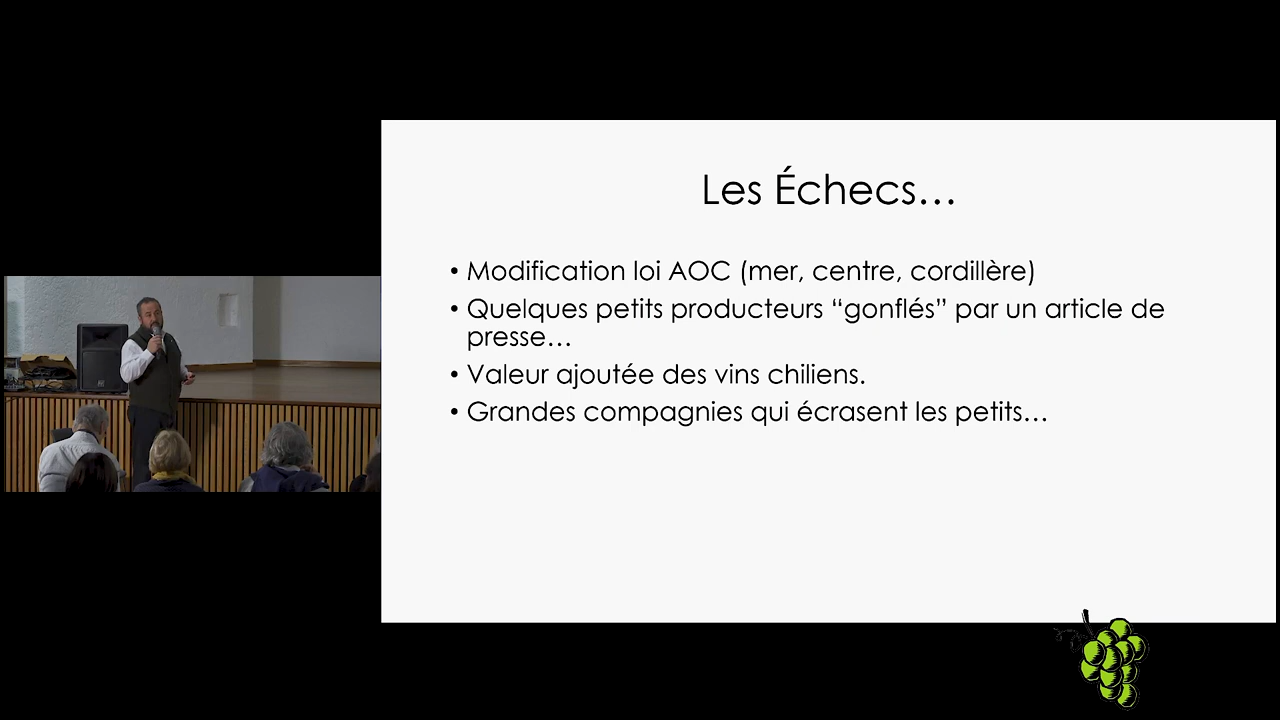 Les Échecs…
• Modification loi AOC (mer, centre, cordillère)
• Quelques petits producteurs “gonflés” par un article de
presse…
• Valeur ajoutée des vins chiliens.
• Grandes compagnies qui écrasent les petits…